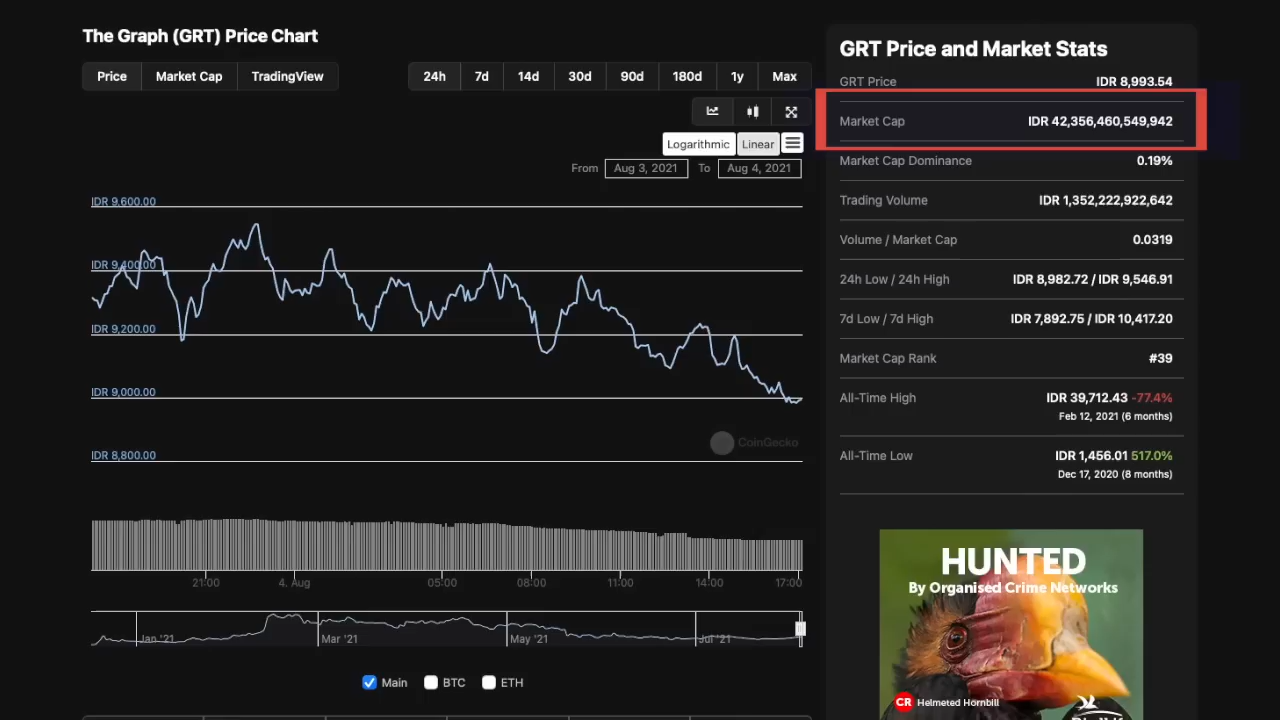 The Graph (GRT) Price Chart
Price Market Cap TradingView
24h 7d 14d 30d 90d 180d 1y Max
Logarithmic Linear
From Aug 3, 2021 To Aug 4, 2021
IDR 9,600.00
IDR 9,400.00
IDR 9,200.00
IDR 9,000.00
IDR 8,800.00
CoinGecko
21:00 4. Aug 05:00 08:00 11:00 14:00 17:00
Jan '21 Mar '21 May '21 Jul '21
Main BTC ETH
GRT Price and Market Stats
GRT Price IDR 8,993.54
Market Cap IDR 42,356,460,549,942
Market Cap Dominance 0.19%
Trading Volume IDR 1,352,222,922,642
Volume / Market Cap 0.0319
24h Low / 24h High IDR 8,982.72 / IDR 9,546.91
7d Low / 7d High IDR 7,892.75 / IDR 10,417.20
Market Cap Rank #39
All-Time High IDR 39,712.43 -77.4%
Feb 12, 2021 (6 months)
All-Time Low IDR 1,456.01 517.0%
Dec 17, 2020 (8 months)
HUNTED
By Organised Crime Networks
CR Helmeted Hornbill